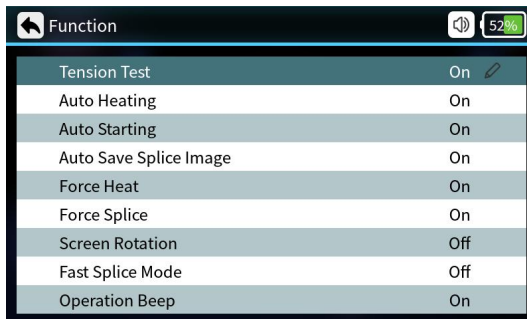 Function 52%
Tension Test On
Auto Heating On
Auto Starting On
Auto Save Splice Image On
Force Heat On
Force Splice On
Screen Rotation Off
Fast Splice Mode Off
Operation Beep On